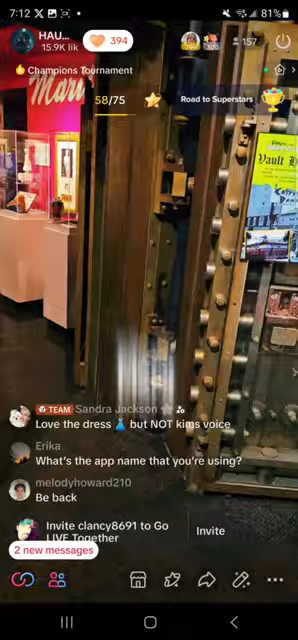 7:12
81%
HAU...
15.9K lik
394
157
Champions Tournament
Mari
58/75
Road to Superstars
Vault H
TEAM Sandra Jackson
Love the dress 👗 but NOT kims voice
Erika
What's the app name that you're using?
melodyhoward210
Be back
Invite clancy8691 to Go
LIVE Together
Invite
2 new messages